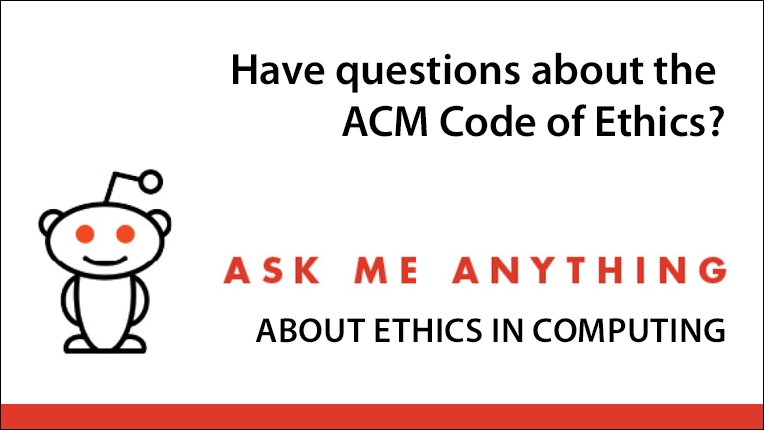 Have questions about the
ACM Code of Ethics?
ASK ME ANYTHING
ABOUT ETHICS IN COMPUTING